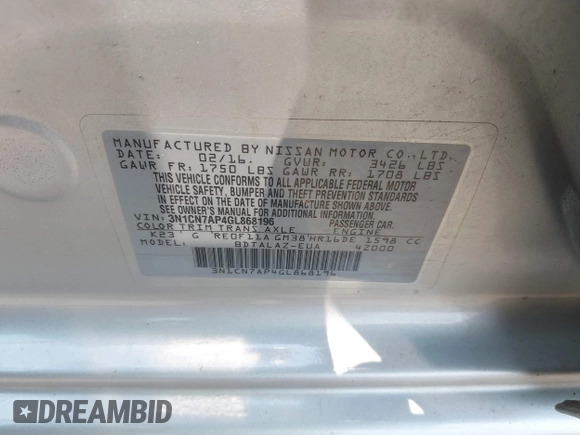 MANUFACTURED BY NISSAN MOTOR CO., LTD.
DATE: 02/16. GVWR: 3426 LBS
GAWR FR: 1750 LBS GAWR RR: 1708 LBS
THIS VEHICLE CONFORMS TO ALL APPLICABLE FEDERAL MOTOR
VEHICLE SAFETY, BUMPER AND THEFT PREVENTION STANDARDS
IN EFFECT ON THE DATE OF MANUFACTURE SHOWN ABOVE.
SEE OWNER'S MANUAL FOR ADDITIONAL INFORMATION.
VIN: 3N1CN7AP4GL868196 PASSENGER CAR.
COLOR TRIM TRANS AXLE ENGINE
K23 G RE0F11A GM38 HR16DE 1598 CC
MODEL: BDTALAZ-EUA 42000
3N1CN7AP4GL868196
DREAMBID